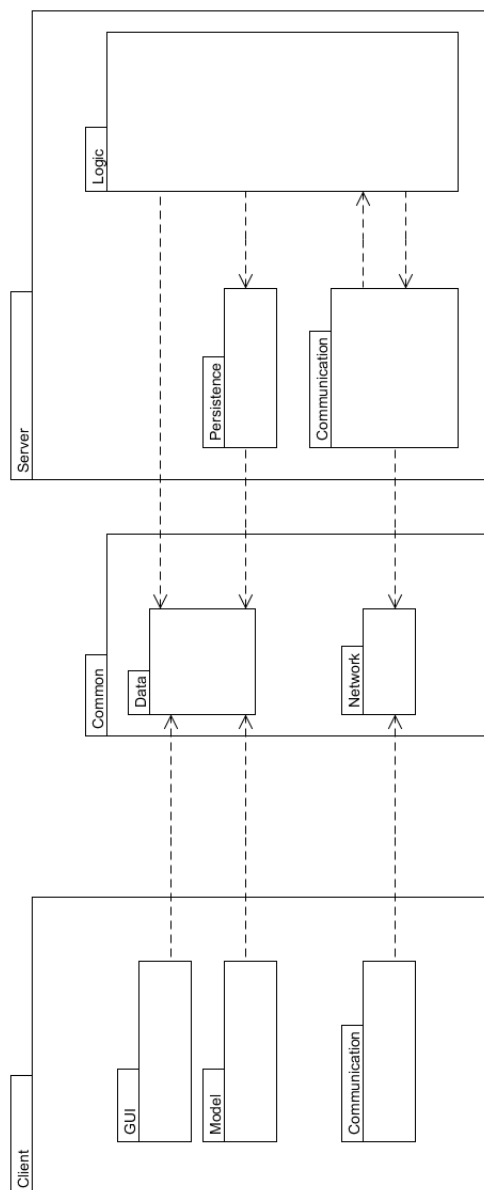 Client
GUI
Model
Communication
Common
Data
Network
Server
Logic
Persistence
Communication